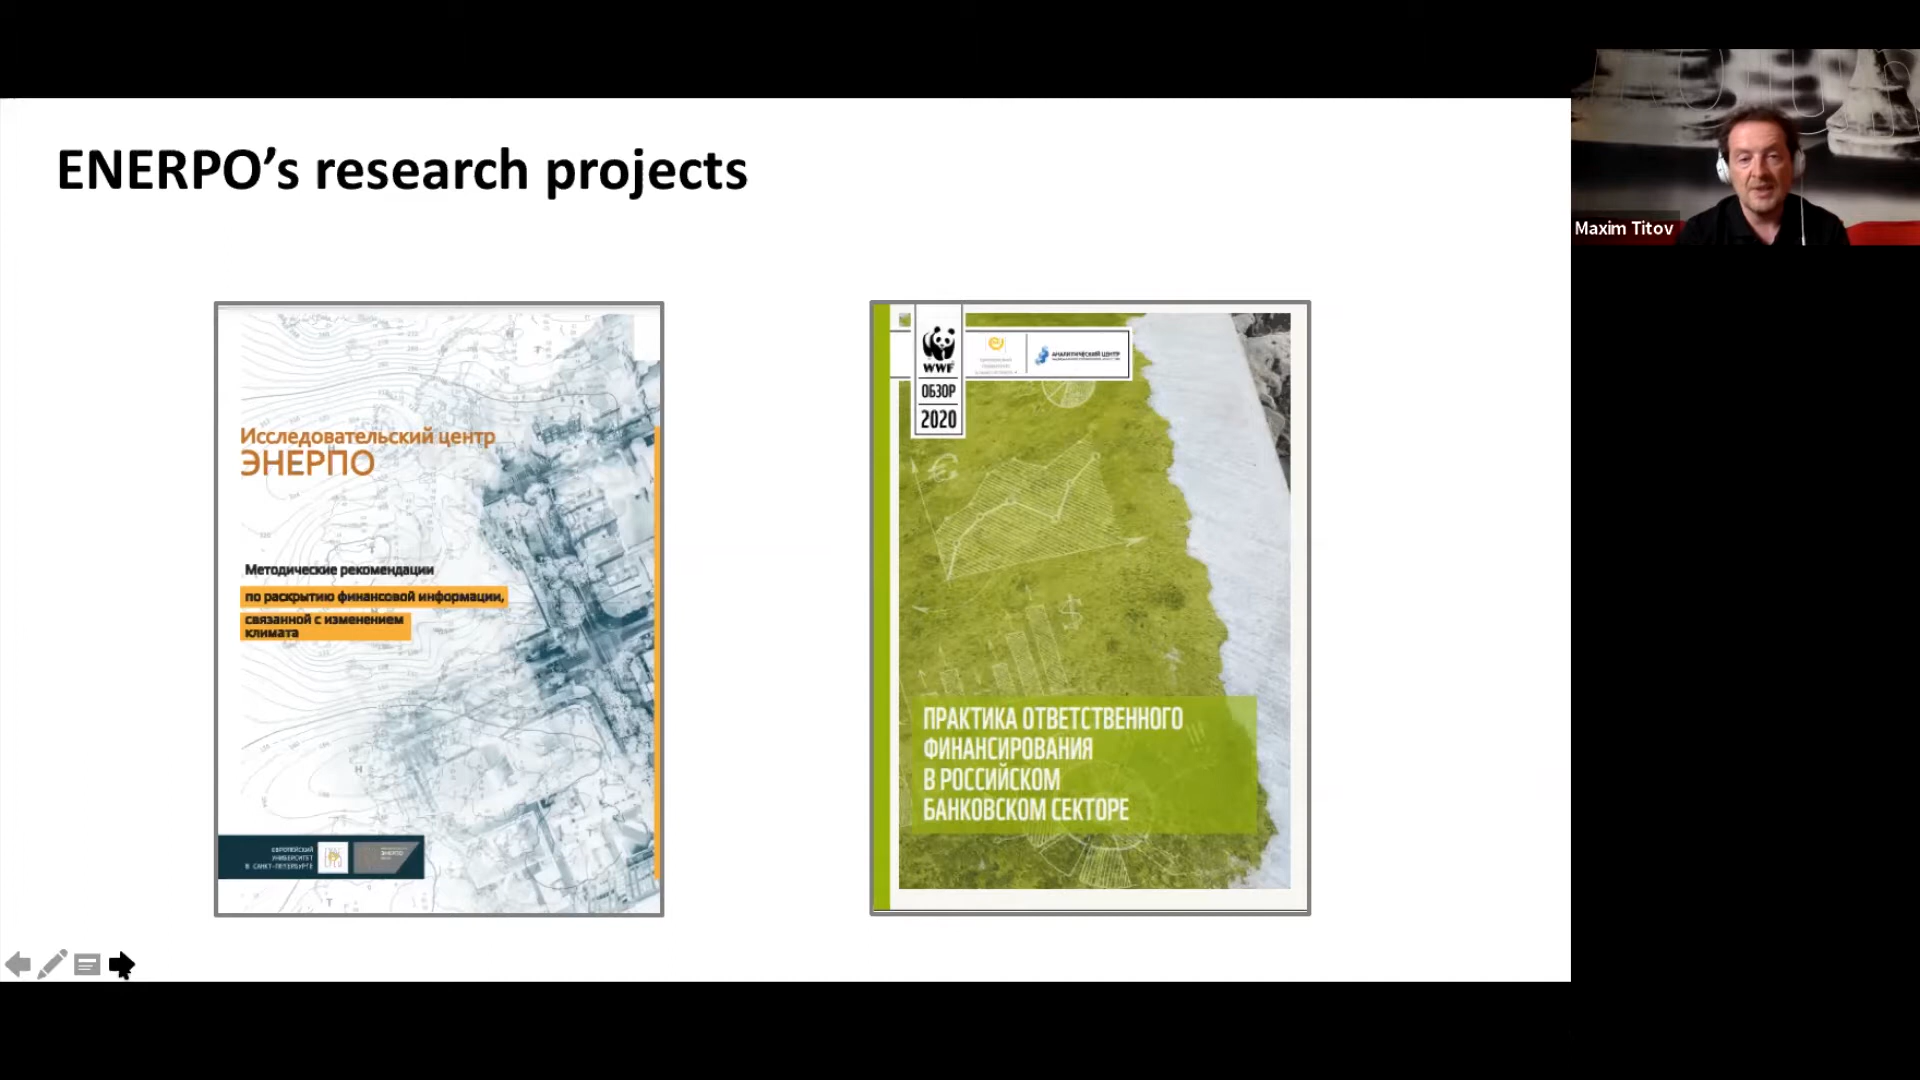 ENERPO’s research projects
Maxim Titov
Исследовательский центр
ЭНЕРПО
Методические рекомендации
по раскрытию финансовой информации,
связанной с изменением
климата
ЕВРОПЕЙСКИЙ
УНИВЕРСИТЕТ
В САНКТ-ПЕТЕРБУРГЕ
ЭНЕРПО
WWF
АНАЛИТИЧЕСКИЙ ЦЕНТР
ОБЗОР
2020
ПРАКТИКА ОТВЕТСТВЕННОГО
ФИНАНСИРОВАНИЯ
В РОССИЙСКОМ
БАНКОВСКОМ СЕКТОРЕ